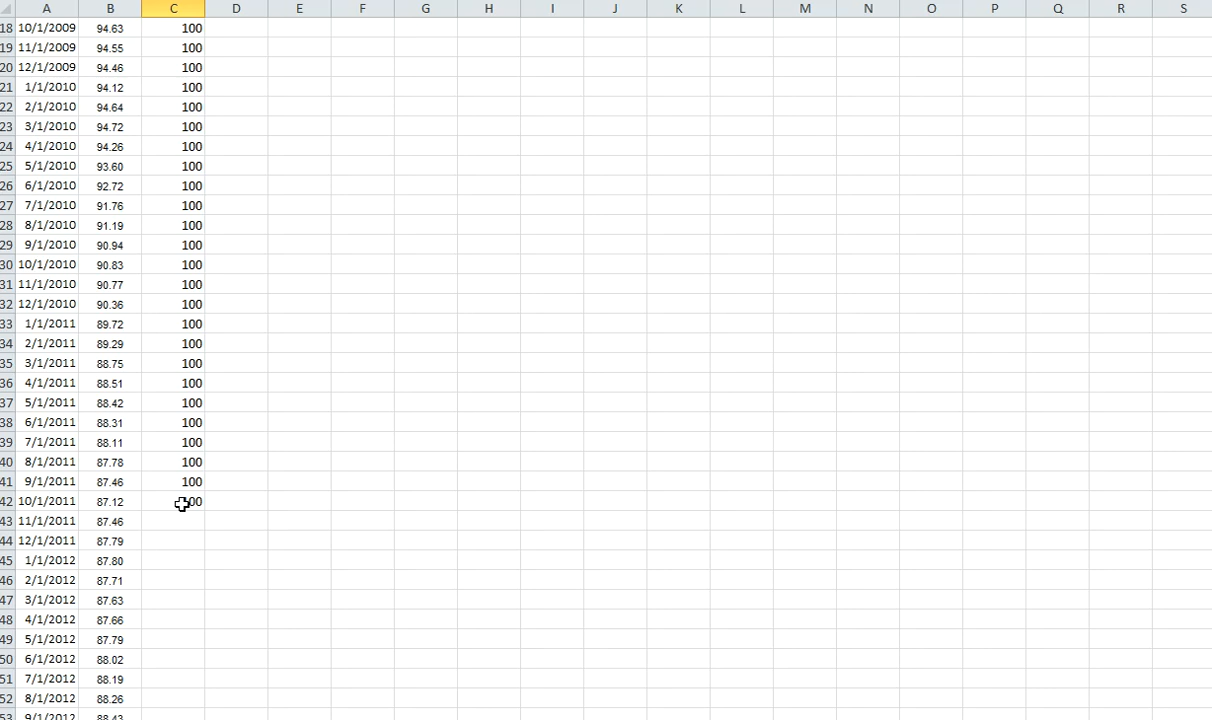 A B C D E F G H I J K L M N O P Q R S
18 10/1/2009 94.63 100
19 11/1/2009 94.55 100
20 12/1/2009 94.46 100
21 1/1/2010 94.12 100
22 2/1/2010 94.64 100
23 3/1/2010 94.72 100
24 4/1/2010 94.26 100
25 5/1/2010 93.60 100
26 6/1/2010 92.72 100
27 7/1/2010 91.76 100
28 8/1/2010 91.19 100
29 9/1/2010 90.94 100
30 10/1/2010 90.83 100
31 11/1/2010 90.77 100
32 12/1/2010 90.36 100
33 1/1/2011 89.72 100
34 2/1/2011 89.29 100
35 3/1/2011 88.75 100
36 4/1/2011 88.51 100
37 5/1/2011 88.42 100
38 6/1/2011 88.31 100
39 7/1/2011 88.11 100
40 8/1/2011 87.78 100
41 9/1/2011 87.46 100
42 10/1/2011 87.12
43 11/1/2011 87.46
44 12/1/2011 87.79
45 1/1/2012 87.80
46 2/1/2012 87.71
47 3/1/2012 87.63
48 4/1/2012 87.66
49 5/1/2012 87.79
50 6/1/2012 88.02
51 7/1/2012 88.19
52 8/1/2012 88.26
53 9/1/2012 88.43